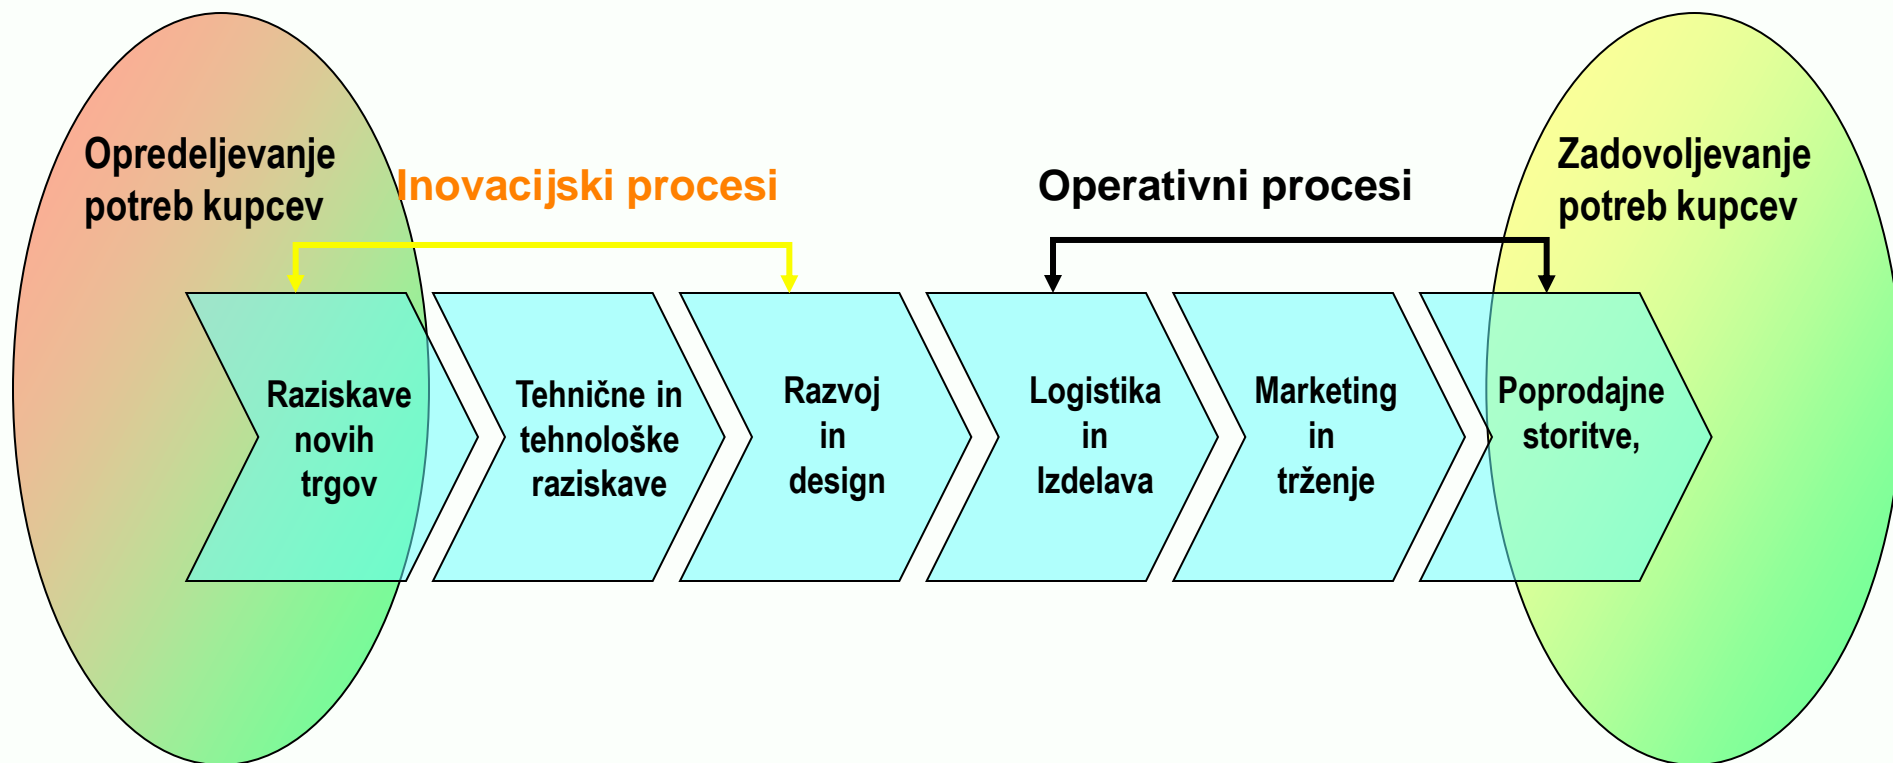 Opredeljevanje
potreb kupcev
Inovacijski procesi
Operativni procesi
Zadovoljevanje
potreb kupcev
Raziskave
novih
trgov
Tehnične in
tehnološke
raziskave
Razvoj
in
design
Logistika
in
Izdelava
Marketing
in
trženje
Poprodajne
storitve,